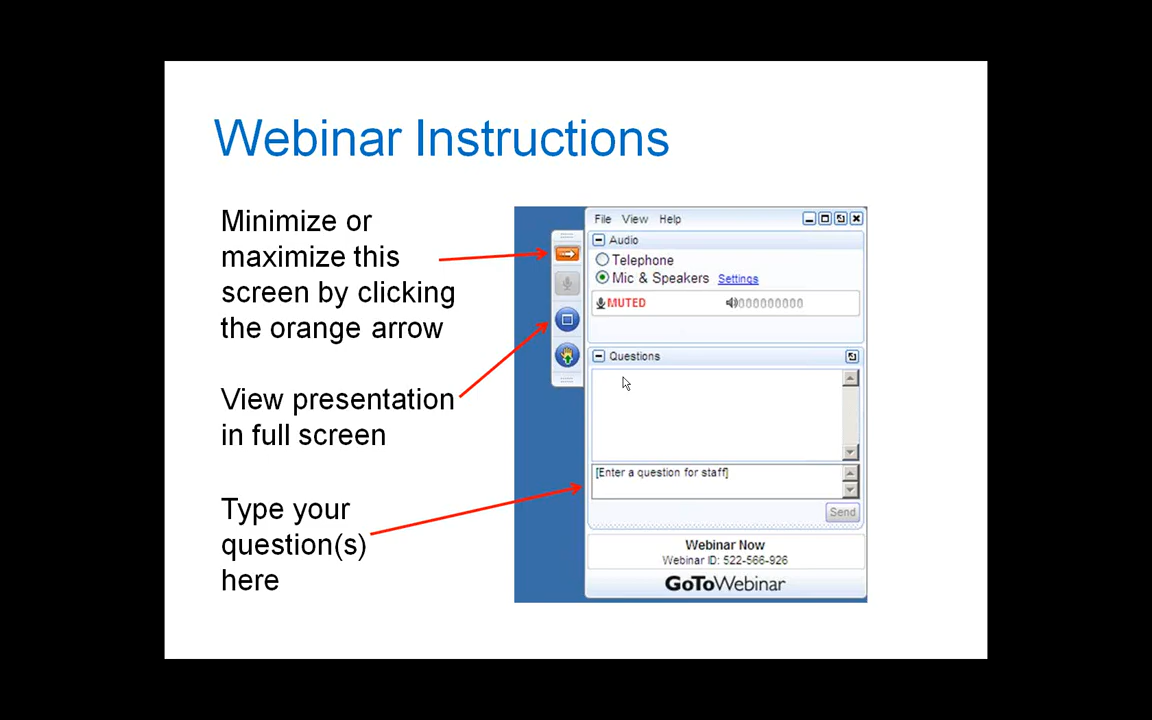 Webinar Instructions
Minimize or
maximize this
screen by clicking
the orange arrow
View presentation
in full screen
Type your
question(s)
here
File View Help
Audio
Telephone
Mic & Speakers Settings
MUTED 000000000
Questions
[Enter a question for staff]
Send
Webinar Now
Webinar ID: 522-566-926
GoToWebinar